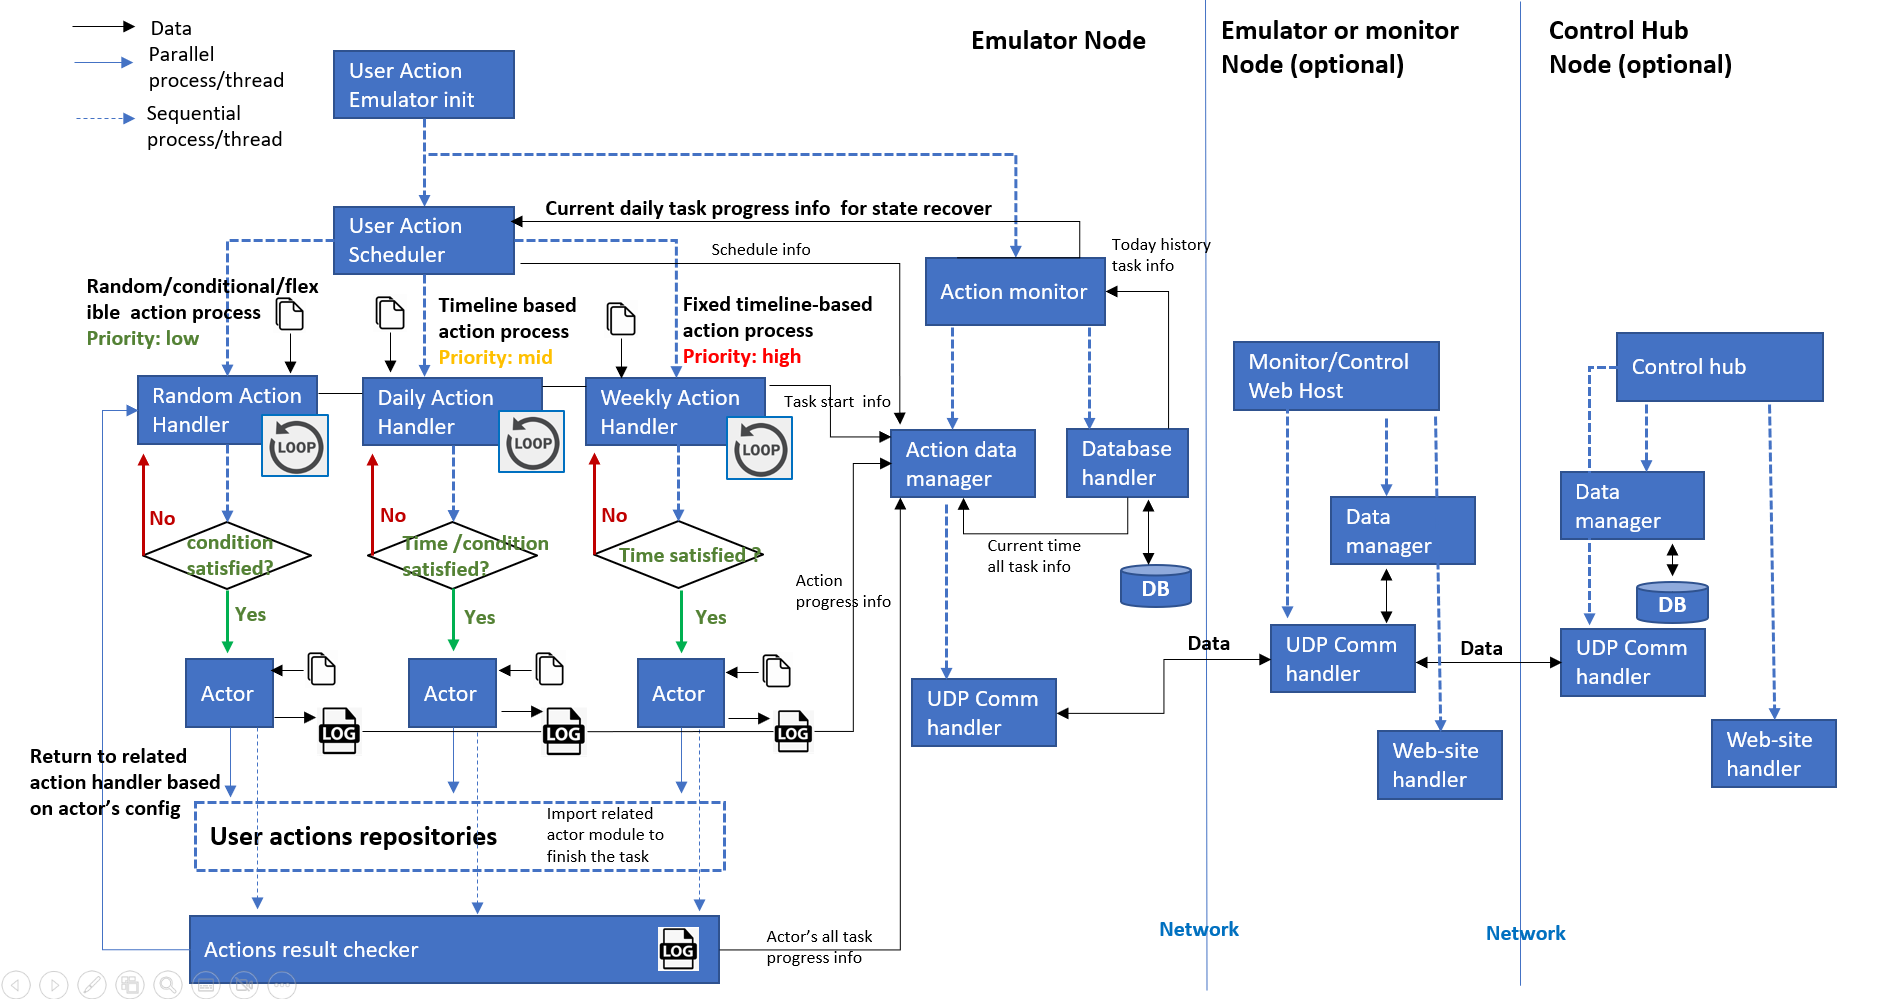 Data
Parallel
process/thread
Sequential
process/thread
User Action
Emulator init
Emulator Node
Emulator or monitor
Node (optional)
Control Hub
Node (optional)
User Action
Scheduler
Current daily task progress info  for state recover
Schedule info
Today history
task info
Action monitor
Random/conditional/flex
ible  action process
Priority: low
Timeline based
action process
Priority: mid
Fixed timeline-based
action process
Priority: high
Random Action
Handler
LOOP
Daily Action
Handler
LOOP
Weekly Action
Handler
LOOP
Task start  info
Action data
manager
Database
handler
Monitor/Control
Web Host
Control hub
Data
manager
Data
manager
No
No
No
condition
satisfied?
Time /condition
satisfied?
Time satisfied ?
Current time
all task info
Action
progress info
DB
DB
Yes
Yes
Yes
Actor
Actor
Actor
LOG
LOG
LOG
UDP Comm
handler
Data
UDP Comm
handler
Data
UDP Comm
handler
Web-site
handler
Web-site
handler
Return to related
action handler based
on actor’s config
User actions repositories
Import related
actor module to
finish the task
Actions result checker
LOG
Actor’s all task
progress info
Network
Network